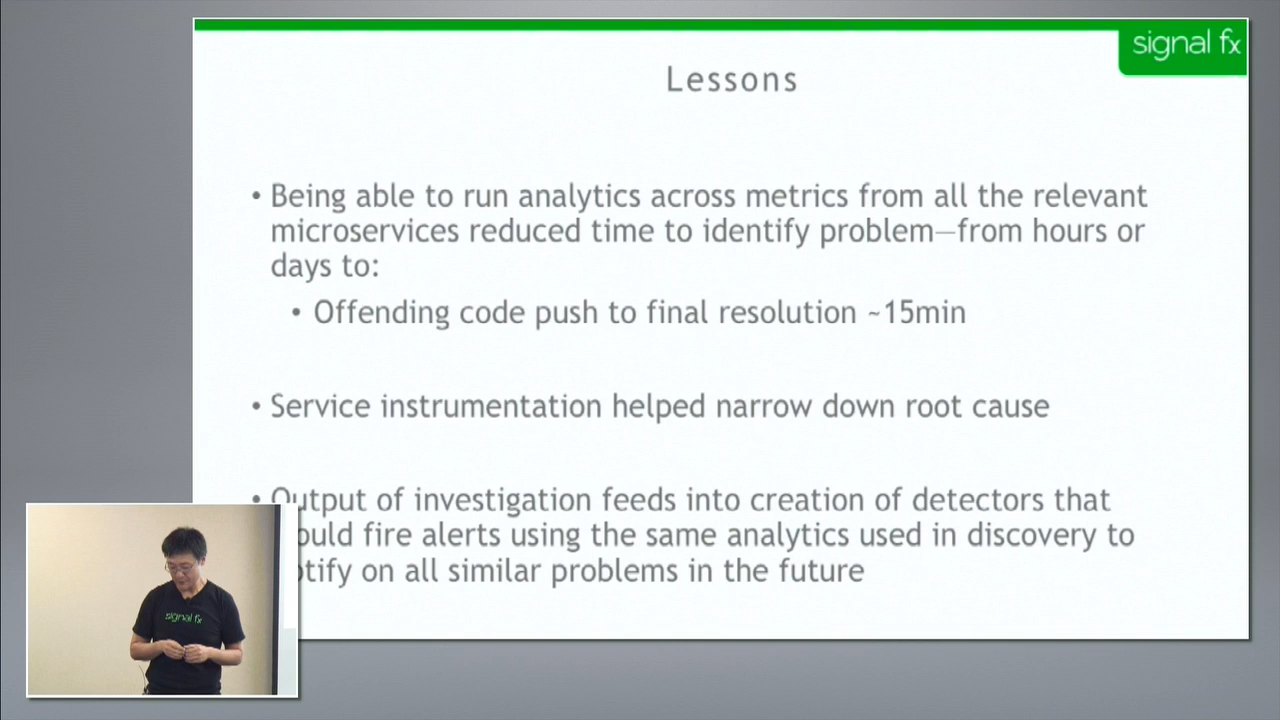 signal fx
Lessons
• Being able to run analytics across metrics from all the relevant
microservices reduced time to identify problem—from hours or
days to:
• Offending code push to final resolution ~15min
• Service instrumentation helped narrow down root cause
• Output of investigation feeds into creation of detectors that
fire alerts using the same analytics used in discovery to
on all similar problems in the future
signal fx